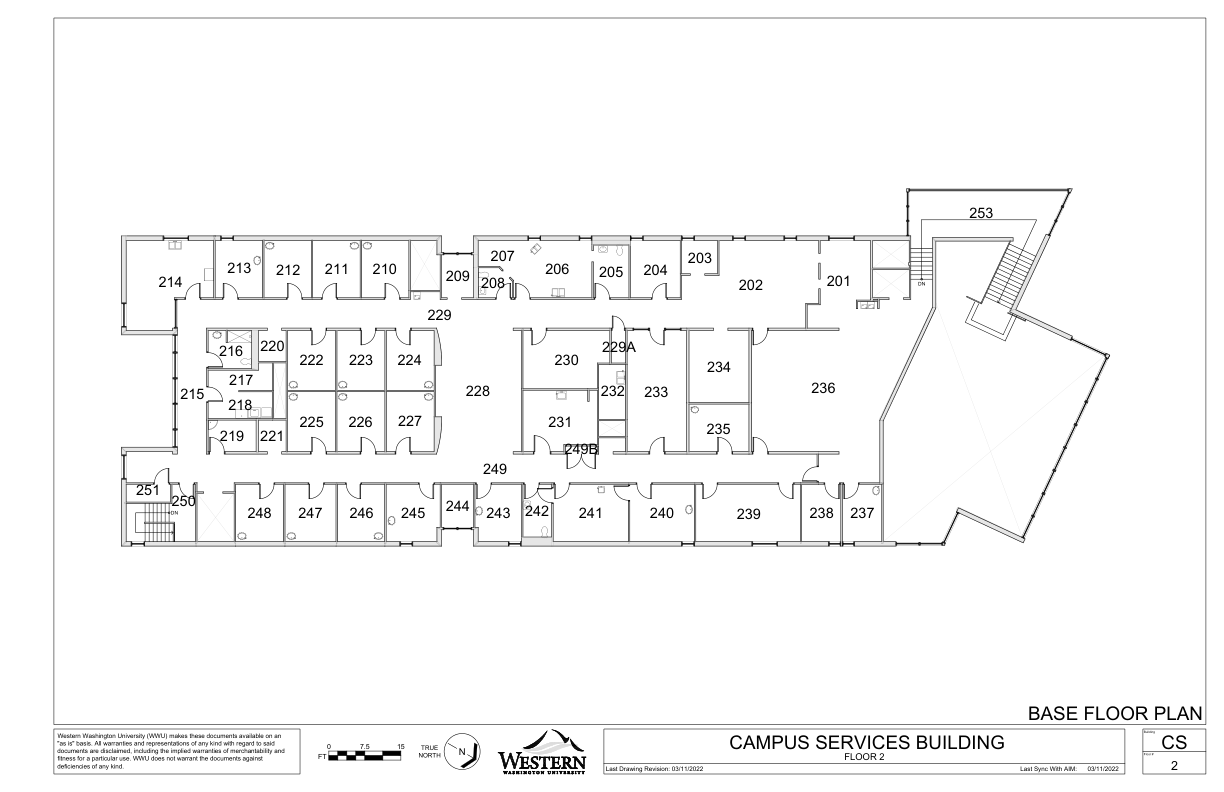 253
207
203
213
212
211
210
209
206
205
204
214
208
202
201
DN
229
216
220
222
223
224
230
229A
217
215
218
228
232
233
234
236
219
221
225
226
227
231
235
249B
249
251
250
DN
248
247
246
245
244
243
242
241
240
239
238
237
BASE FLOOR PLAN
Western Washington University (WWU) makes these documents available on an
"as is" basis. All warranties and representations of any kind with regard to said
documents are disclaimed, including the implied warranties of merchantability and
fitness for a particular use. WWU does not warrant the documents against
deficiencies of any kind.
0 7.5 15
FT
TRUE
NORTH
N
WESTERN
WASHINGTON UNIVERSITY
CAMPUS SERVICES BUILDING
FLOOR 2
Last Drawing Revision: 03/11/2022
Last Sync With AiM: 03/11/2022
Building
CS
2